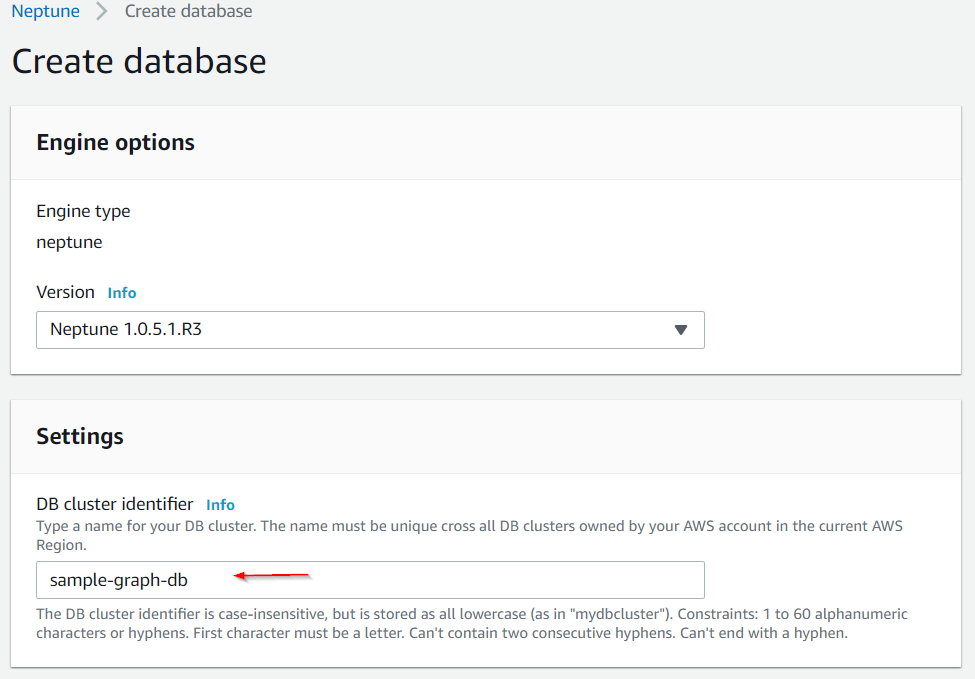 Neptune > Create database
Create database
Engine options
Engine type
neptune
Version Info
Neptune 1.0.5.1.R3
Settings
DB cluster identifier Info
Type a name for your DB cluster. The name must be unique cross all DB clusters owned by your AWS account in the current AWS
Region.
sample-graph-db
The DB cluster identifier is case-insensitive, but is stored as all lowercase (as in "mydbcluster"). Constraints: 1 to 60 alphanumeric
characters or hyphens. First character must be a letter. Can't contain two consecutive hyphens. Can't end with a hyphen.